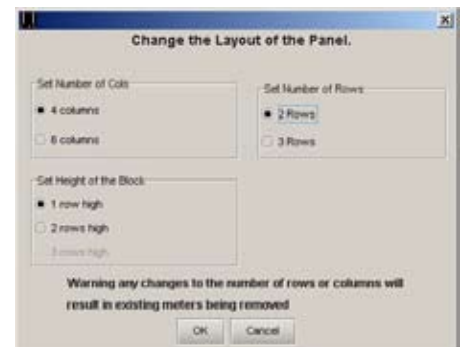 Change the Layout of the Panel.
Set Number of Cols
4 columns
6 columns
Set Number of Rows
2 Rows
3 Rows
Set Height of the Block
1 row high
2 rows high
3 rows high
Warning any changes to the number of rows or columns will
result in existing meters being removed
OK
Cancel